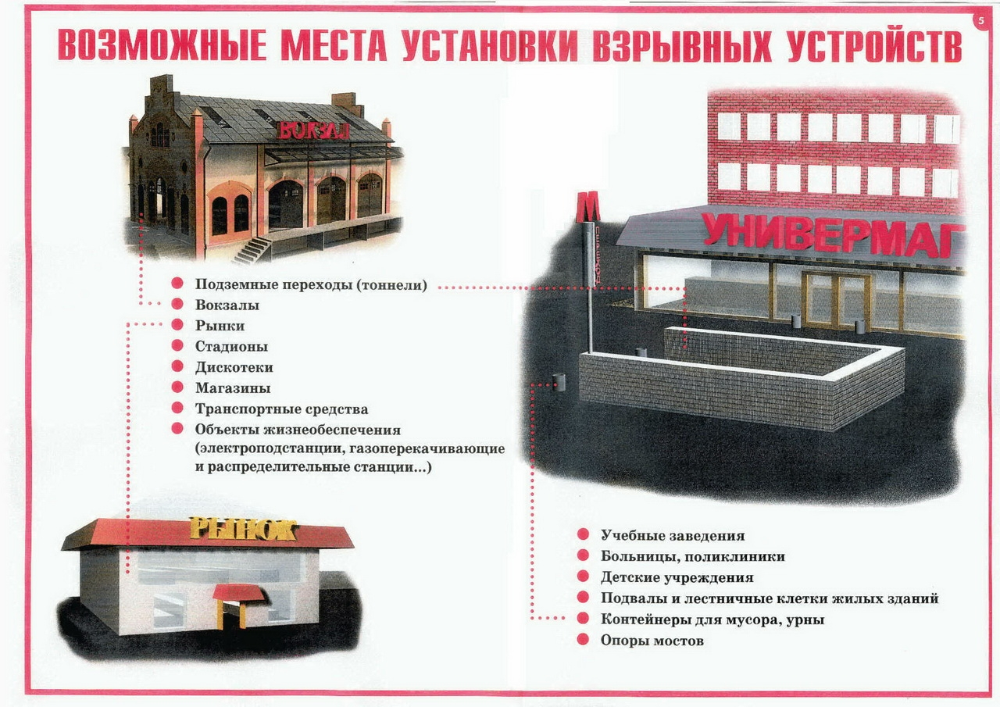 5
ВОЗМОЖНЫЕ МЕСТА УСТАНОВКИ ВЗРЫВНЫХ УСТРОЙСТВ
ВОКЗАЛ
М
ПЕРЕХОД
УНИВЕРМАГ
Подземные переходы (тоннели)
Вокзалы
Рынки
Стадионы
Дискотеки
Магазины
Транспортные средства
Объекты жизнеобеспечения
(электроподстанции, газоперекачивающие
и распределительные станции...)
РЫНОК
Учебные заведения
Больницы, поликлиники
Детские учреждения
Подвалы и лестничные клетки жилых зданий
Контейнеры для мусора, урны
Опоры мостов